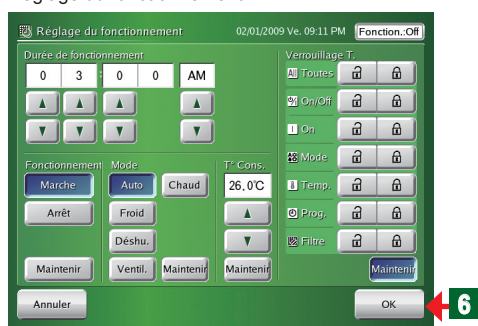 Réglage du fonctionnement 02/01/2009 Ve. 09:11 PM Fonction.:Off
Durée de fonctionnement Verrouillage T.
0 3 : 0 0 AM
All Toutes
On/Off
On
Mode
Temp.
Prog.
Filtre
Maintenir
Fonctionnement Mode T° Cons.
Marche Auto Chaud 26,0°C
Arrêt Froid
Déshu.
Maintenir Ventil. Maintenir Maintenir
Annuler OK 6